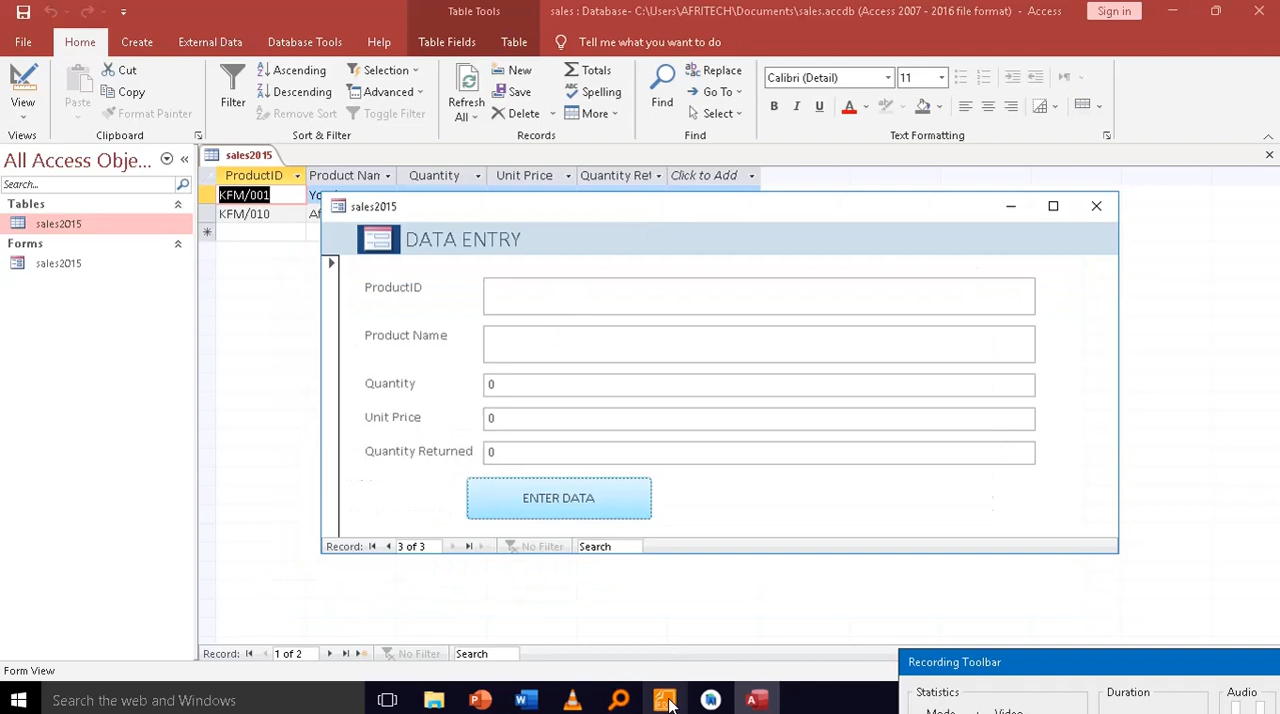 Table Tools
sales : Database- C:\Users\AFRITECH\Documents\sales.accdb (Access 2007 - 2016 file format) - Access
Sign in
File Home Create External Data Database Tools Help Table Fields Table Tell me what you want to do
View
Views
Paste
Cut
Copy
Format Painter
Clipboard
Filter
Ascending
Descending
Remove Sort
Selection
Advanced
Toggle Filter
Sort & Filter
Refresh
All
New
Save
Delete
Totals
Spelling
More
Records
Find
Replace
Go To
Select
Find
Calibri (Detail) 11
B I U A
Text Formatting
All Access Obje...
Search...
Tables
sales2015
Forms
sales2015
sales2015
ProductID Product Nan Quantity Unit Price Quantity Ret Click to Add
KFM/001
KFM/010
sales2015
DATA ENTRY
ProductID
Product Name
Quantity 0
Unit Price 0
Quantity Returned 0
ENTER DATA
Record: 3 of 3 No Filter Search
Record: 1 of 2 No Filter Search
Form View
Recording Toolbar
Statistics
Duration
Audio
Search the web and Windows